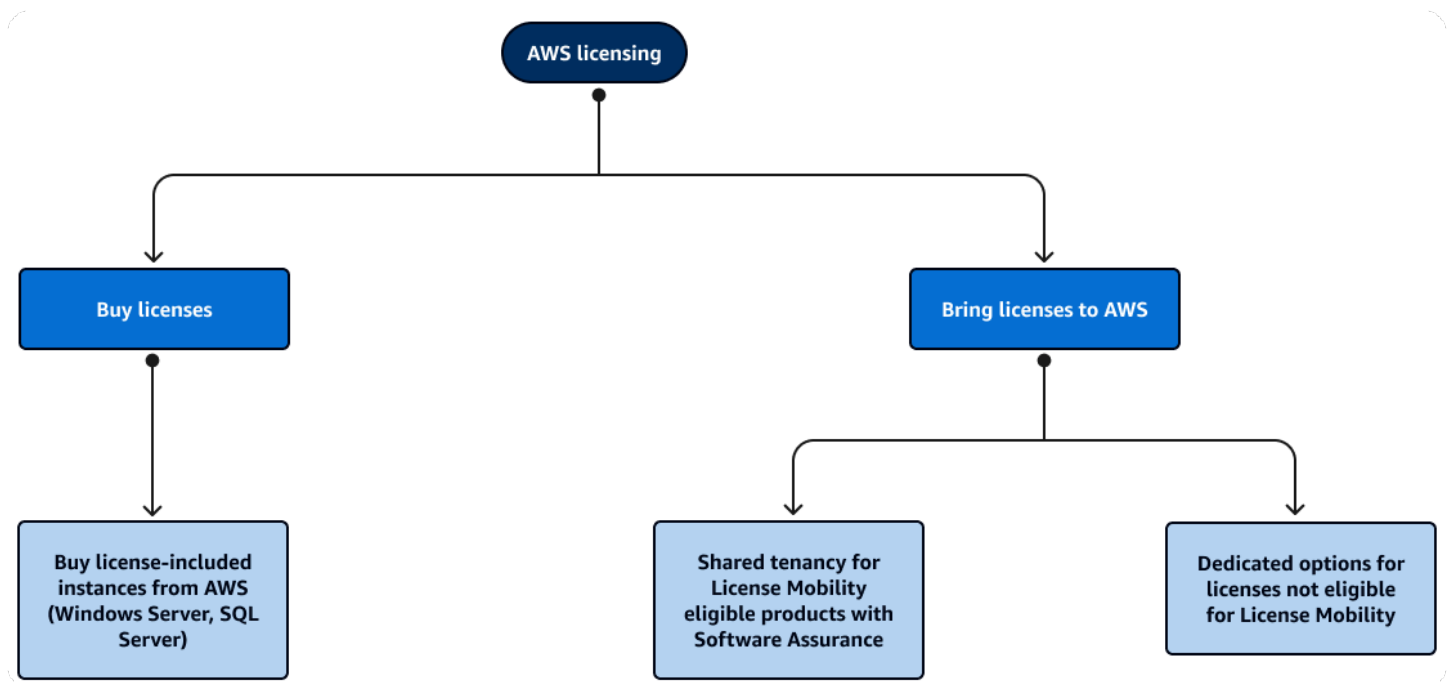 AWS licensing
Buy licenses
Bring licenses to AWS
Buy license-included
instances from AWS
(Windows Server, SQL
Server)
Shared tenancy for
License Mobility
eligible products with
Software Assurance
Dedicated options for
licenses not eligible
for License Mobility